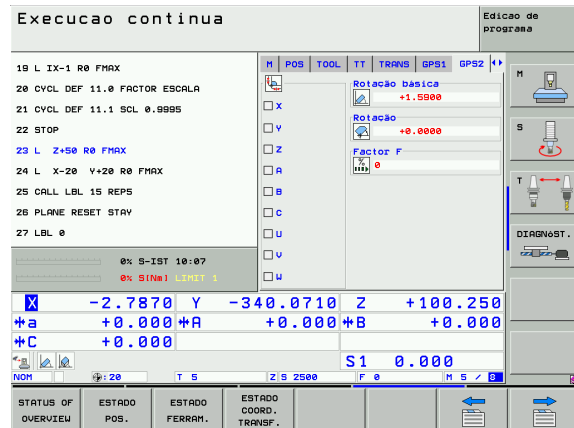 Execucao continua
Edicao de
programa
19 L IX-1 R0 FMAX
20 CYCL DEF 11.0 FACTOR ESCALA
21 CYCL DEF 11.1 SCL 0.9995
22 STOP
23 L Z+50 R0 FMAX
24 L X-20 Y+20 R0 FMAX
25 CALL LBL 15 REP5
26 PLANE RESET STAY
27 LBL 0
M POS TOOL TT TRANS GPS1 GPS2
X
Y
Z
A
B
C
U
V
W
Rotação básica
+1.5900
Rotação
+0.0000
Factor F
% 0
M
S
T
DIAGNÓST.
0% S-IST 10:07
0% S[Nm] LIMIT 1
X -2.7870 Y -340.0710 Z +100.250
a +0.000 A +0.000 B +0.000
C +0.000
S1 0.000
NOM : 20 T 5 Z S 2500 F 0 M 5 / 8
STATUS OF
OVERVIEW
ESTADO
POS.
ESTADO
FERRAM.
ESTADO
COORD.
TRANSF.